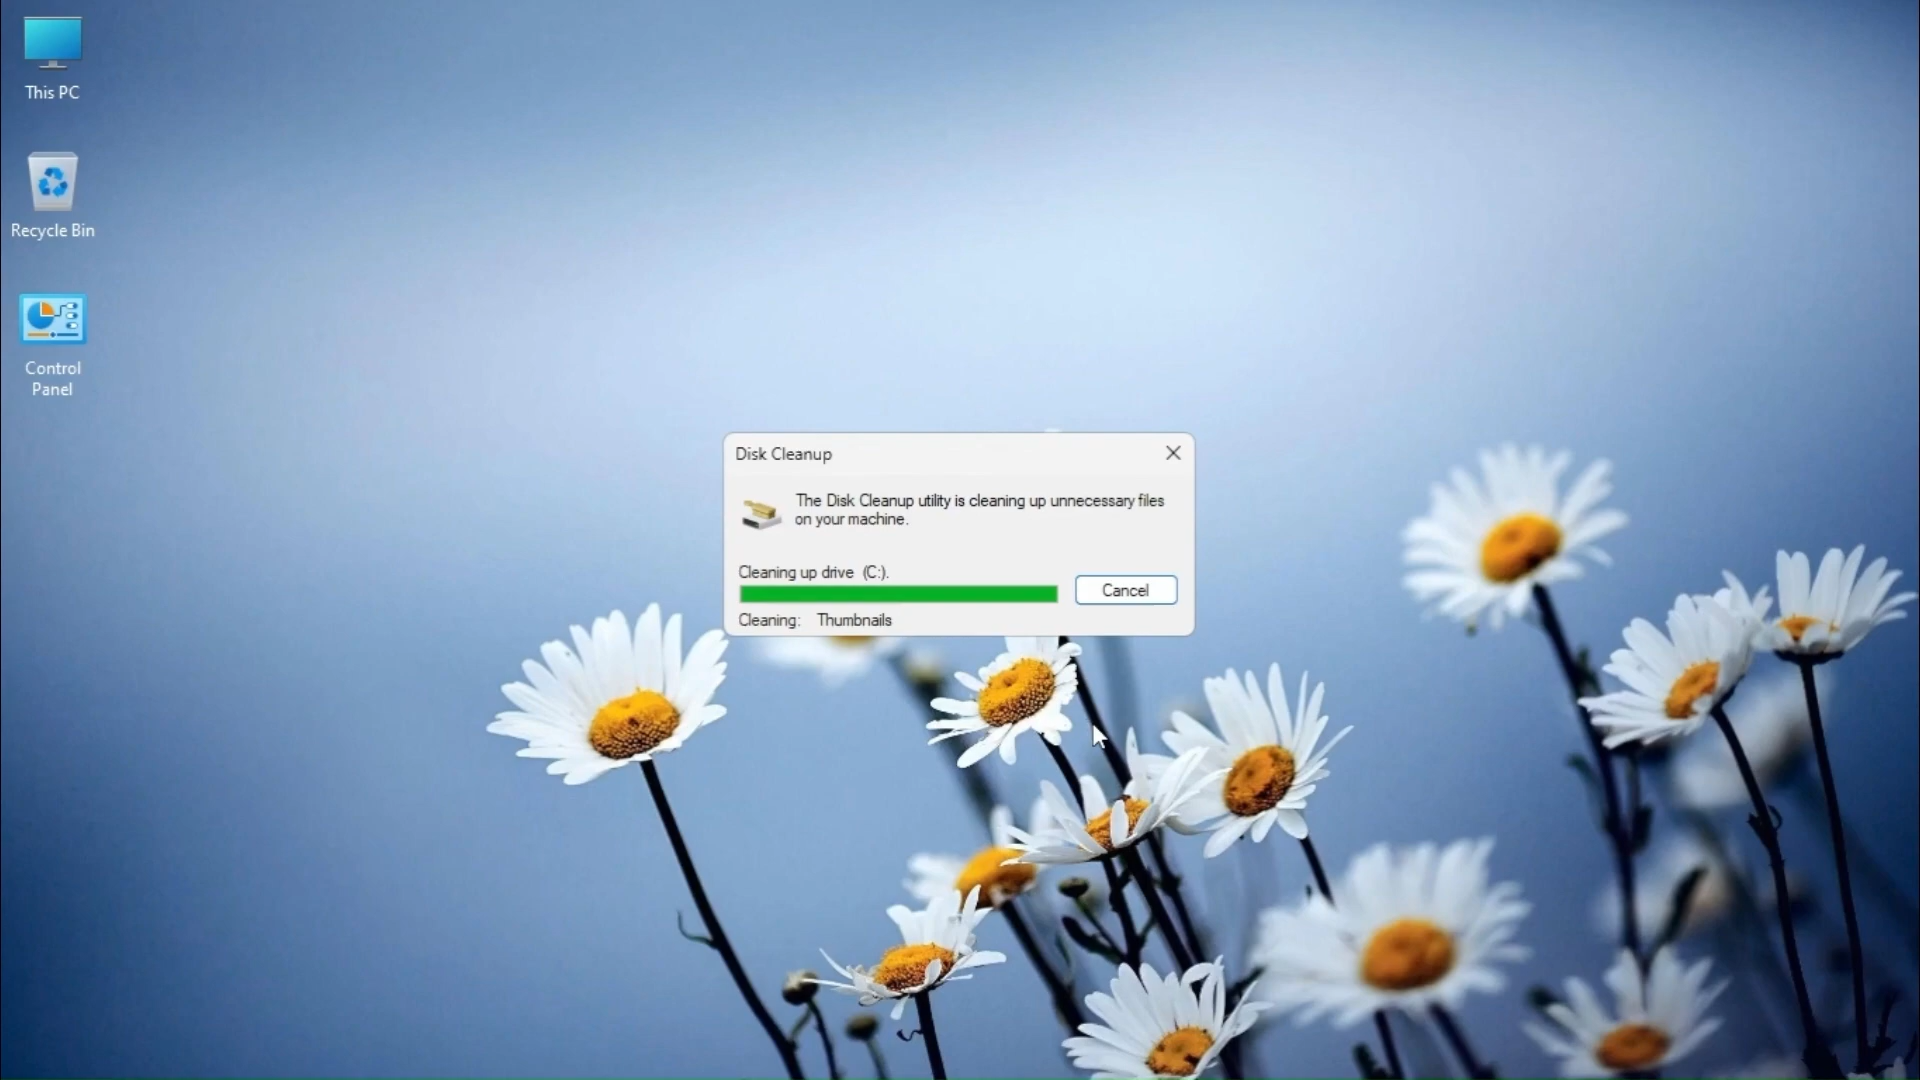 This PC
Recycle Bin
Control
Panel
Disk Cleanup
The Disk Cleanup utility is cleaning up unnecessary files
on your machine.
Cleaning up drive  (C:).
Cancel
Cleaning:   Thumbnails